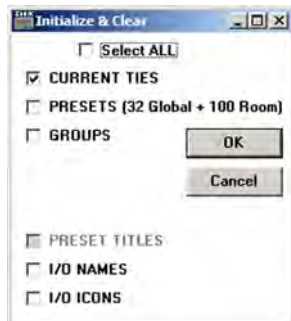 Initialize & Clear
Select ALL
CURRENT TIES
PRESETS (32 Global + 100 Room)
GROUPS
OK
Cancel
PRESET TITLES
I/O NAMES
I/O ICONS